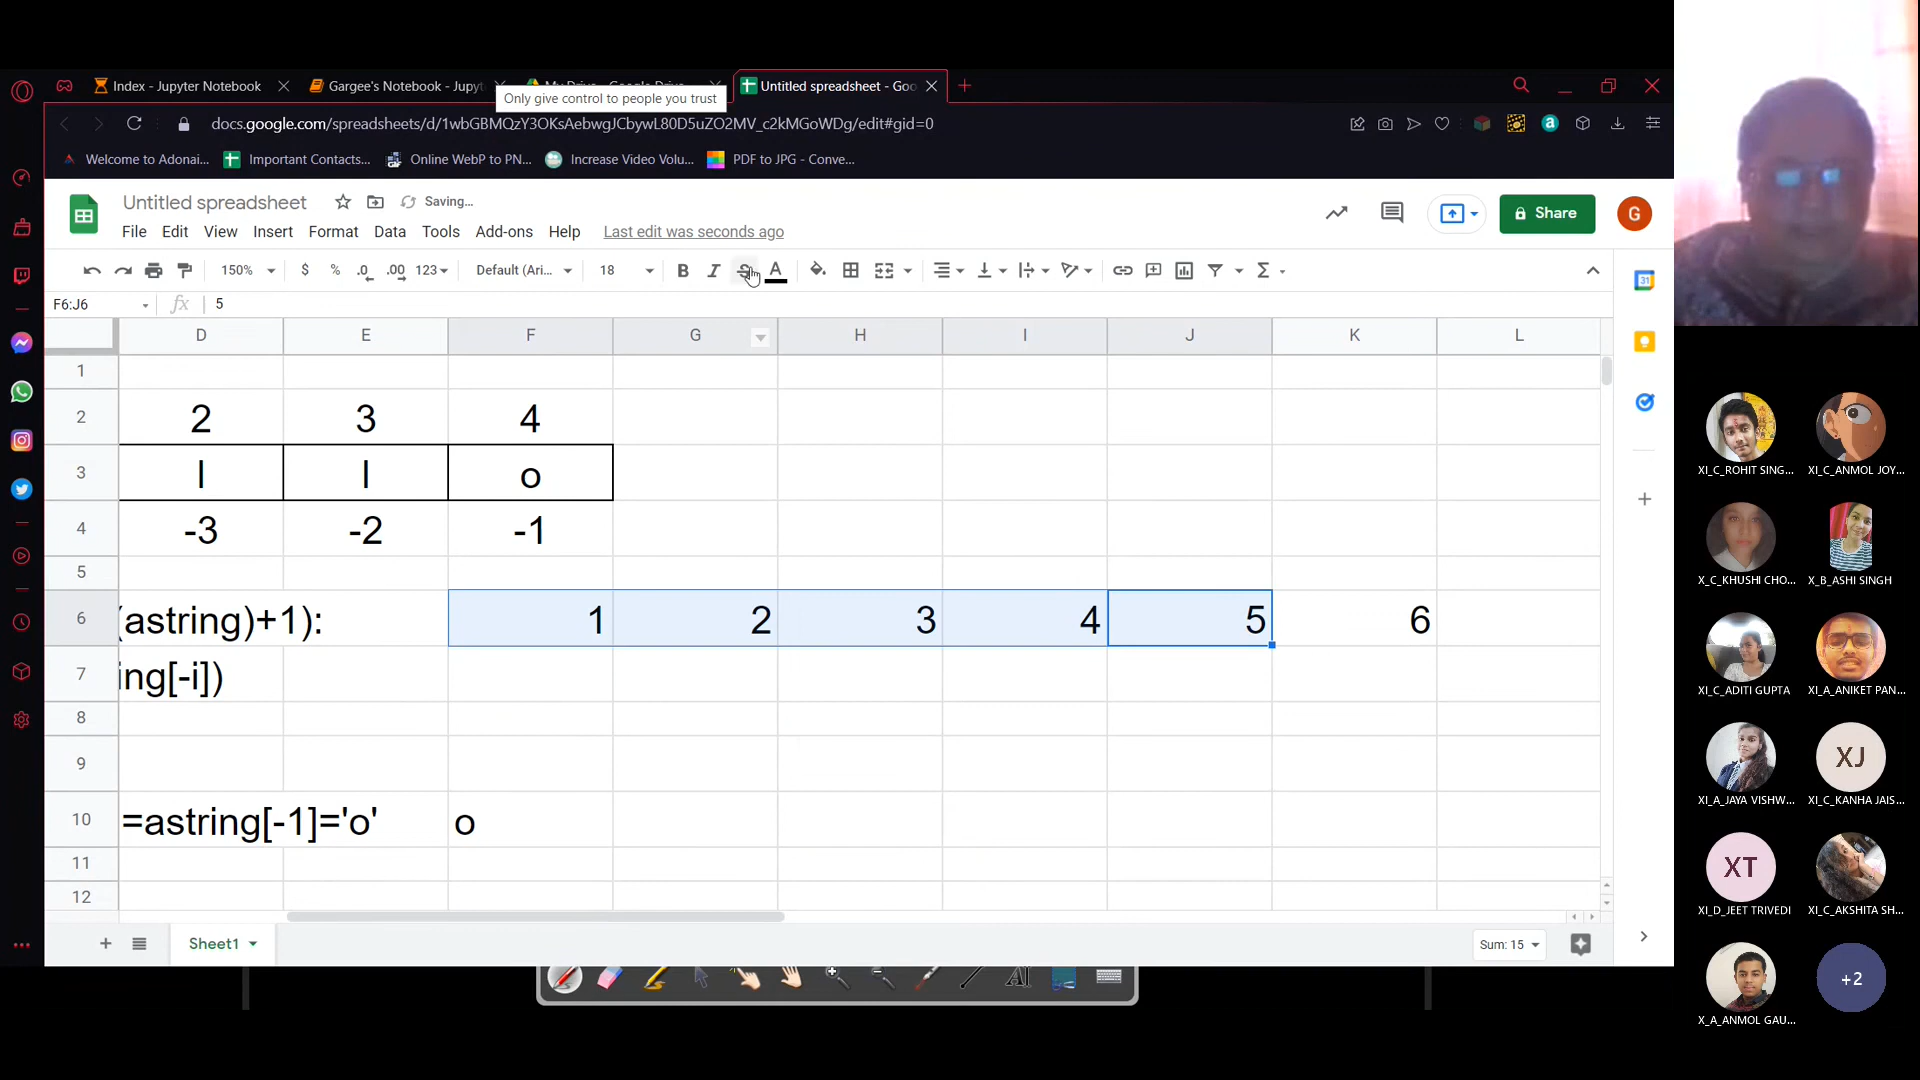 Index - Jupyter Notebook
Gargee's Notebook - Jupyt
Untitled spreadsheet - Goo
Only give control to people you trust
docs.google.com/spreadsheets/d/1wbGBMQzY3OKsAebwgJCbywL80D5uZO2MV_c2kMGoWDg/edit#gid=0
Welcome to Adonai...
Important Contacts...
Online WebP to PN...
Increase Video Volu...
PDF to JPG - Conve...
Untitled spreadsheet
Saving...
Share
G
File Edit View Insert Format Data Tools Add-ons Help
Last edit was seconds ago
150% $ % .0 .00 123 Default (Ari... 18 B I S A
F6:J6 fx 5
D E F G H I J K L
1
2 2 3 4
3 l l o
4 -3 -2 -1
5
6 (astring)+1): 1 2 3 4 5 6
7 ing[-i])
8
9
10 =astring[-1]='o' o
11
12
Sheet1
Sum: 15
XI_C_ROHIT SING...
XI_C_ANMOL JOY...
X_C_KHUSHI CHO...
X_B_ASHI SINGH
XI_C_ADITI GUPTA
XI_A_ANIKET PAN...
XI_A_JAYA VISHW...
XJ
XI_C_KANHA JAIS...
XT
XI_D_JEET TRIVEDI
XI_C_AKSHITA SH...
X_A_ANMOL GAU...
+2